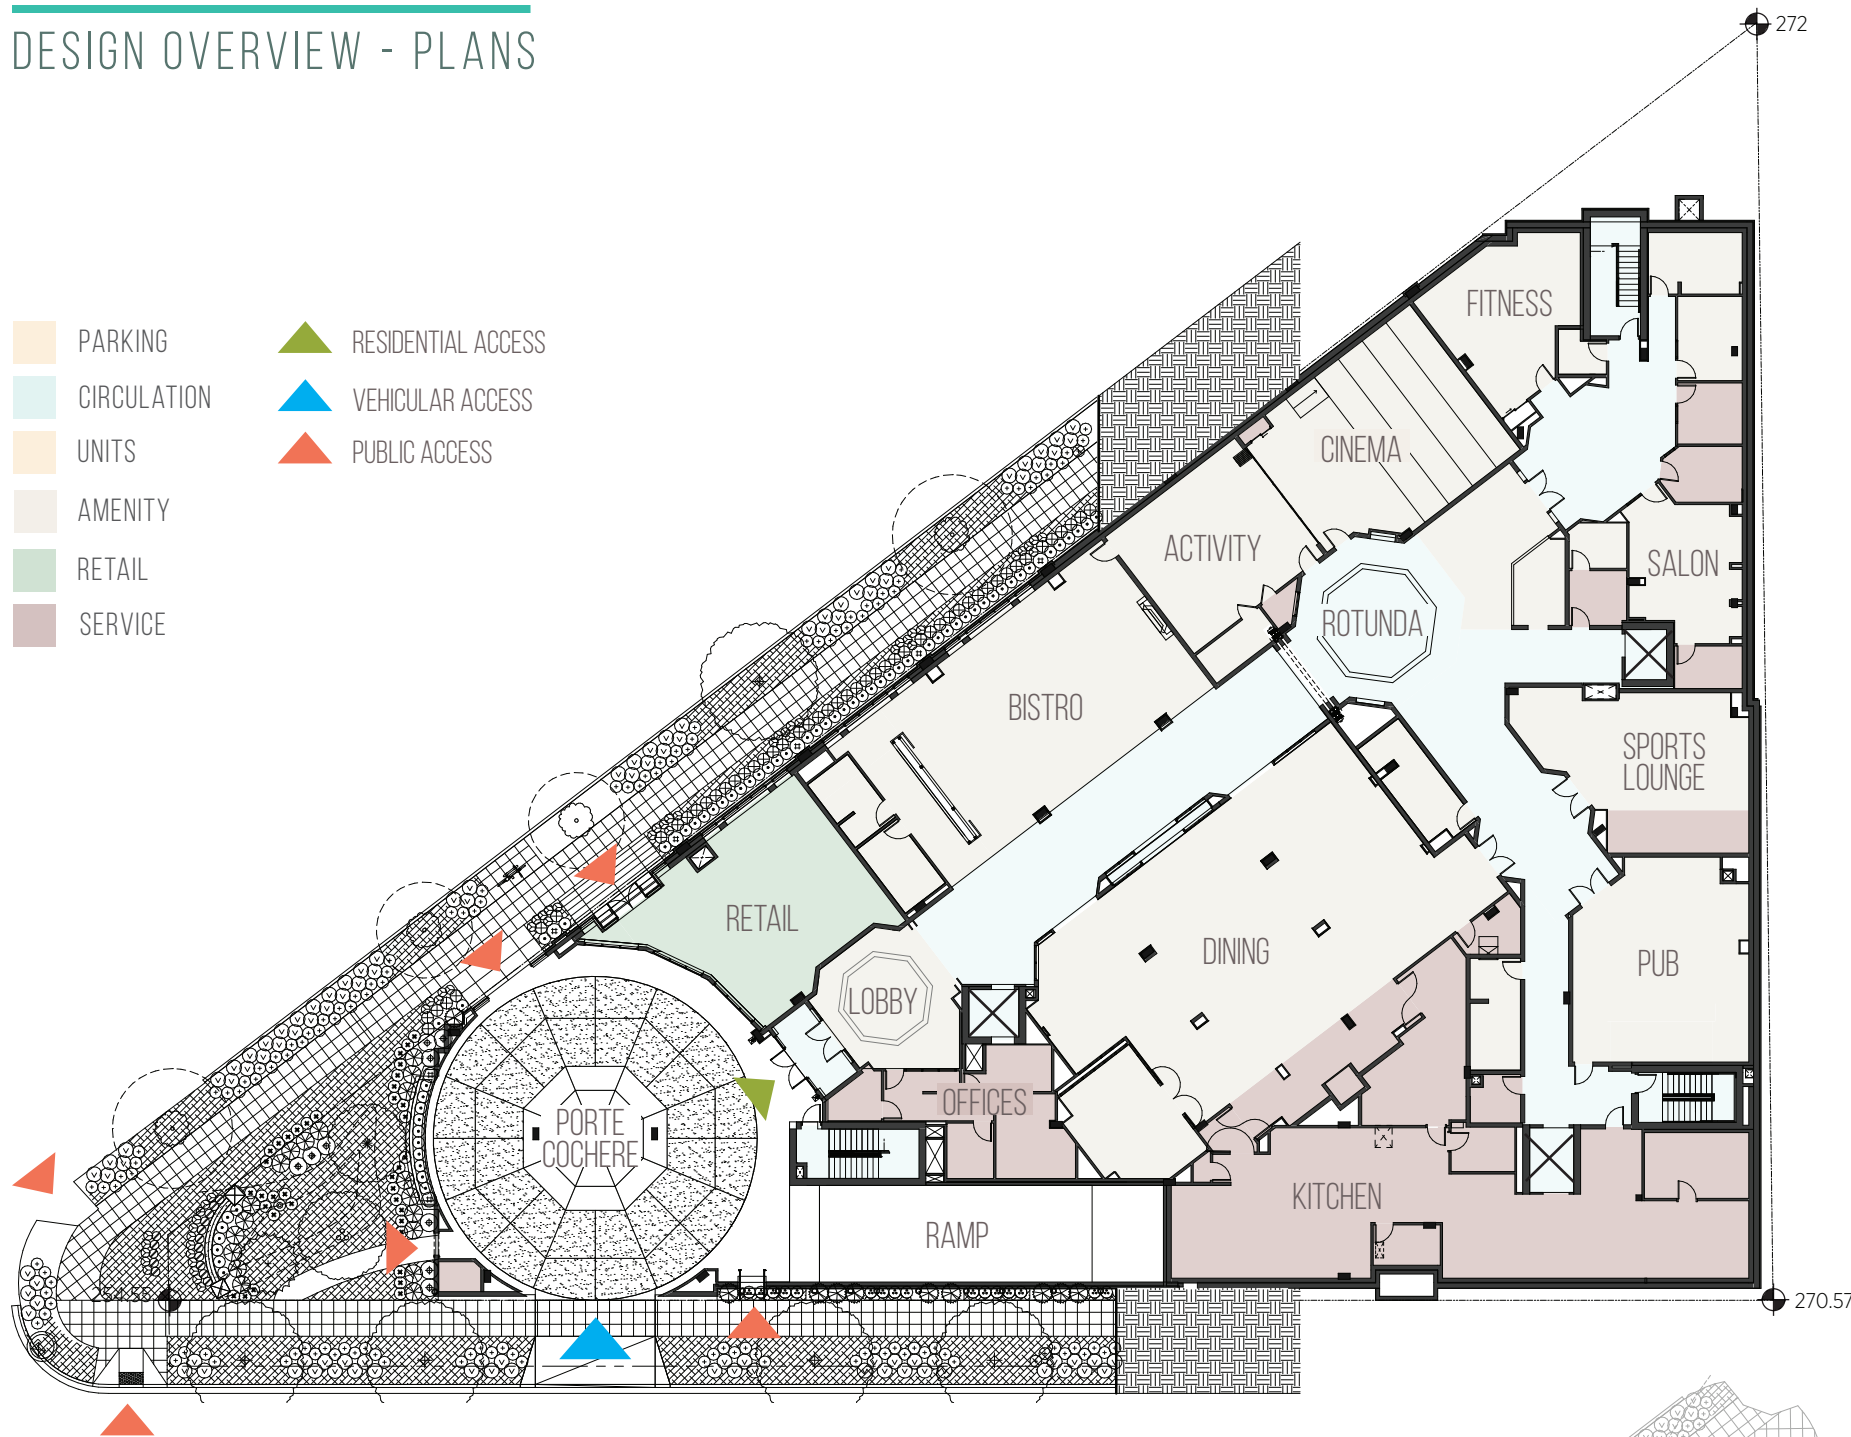 DESIGN OVERVIEW - PLANS
272
PARKING
CIRCULATION
UNITS
AMENITY
RETAIL
SERVICE
RESIDENTIAL ACCESS
VEHICULAR ACCESS
PUBLIC ACCESS
FITNESS
CINEMA
ACTIVITY
SALON
ROTUNDA
BISTRO
SPORTS
LOUNGE
RETAIL
DINING
PUB
LOBBY
OFFICES
PORTE
COCHERE
KITCHEN
RAMP
270.57